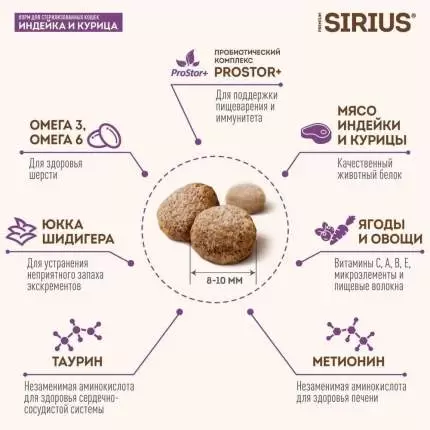 КОРМ ДЛЯ СТЕРИЛИЗОВАННЫХ КОШЕК
ИНДЕЙКА И КУРИЦА
PREMIUM
SIRIUS®
ProStor+
ПРОБИОТИЧЕСКИЙ
КОМПЛЕКС
PROSTOR+
Для поддержки
пищеварения и
иммунитета
ОМЕГА 3,
ОМЕГА 6
Для здоровья
шерсти
МЯСО
ИНДЕЙКИ
И КУРИЦЫ
Качественный
животный белок
ЮККА
ШИДИГЕРА
Для устранения
неприятного запаха
экскрементов
8-10 ММ
ЯГОДЫ
И ОВОЩИ
Витамины С, А, В, Е,
микроэлементы и
пищевые волокна
ТАУРИН
Незаменимая аминокислота
для здоровья сердечно-
сосудистой системы
МЕТИОНИН
Незаменимая аминокислота
для здоровья печени